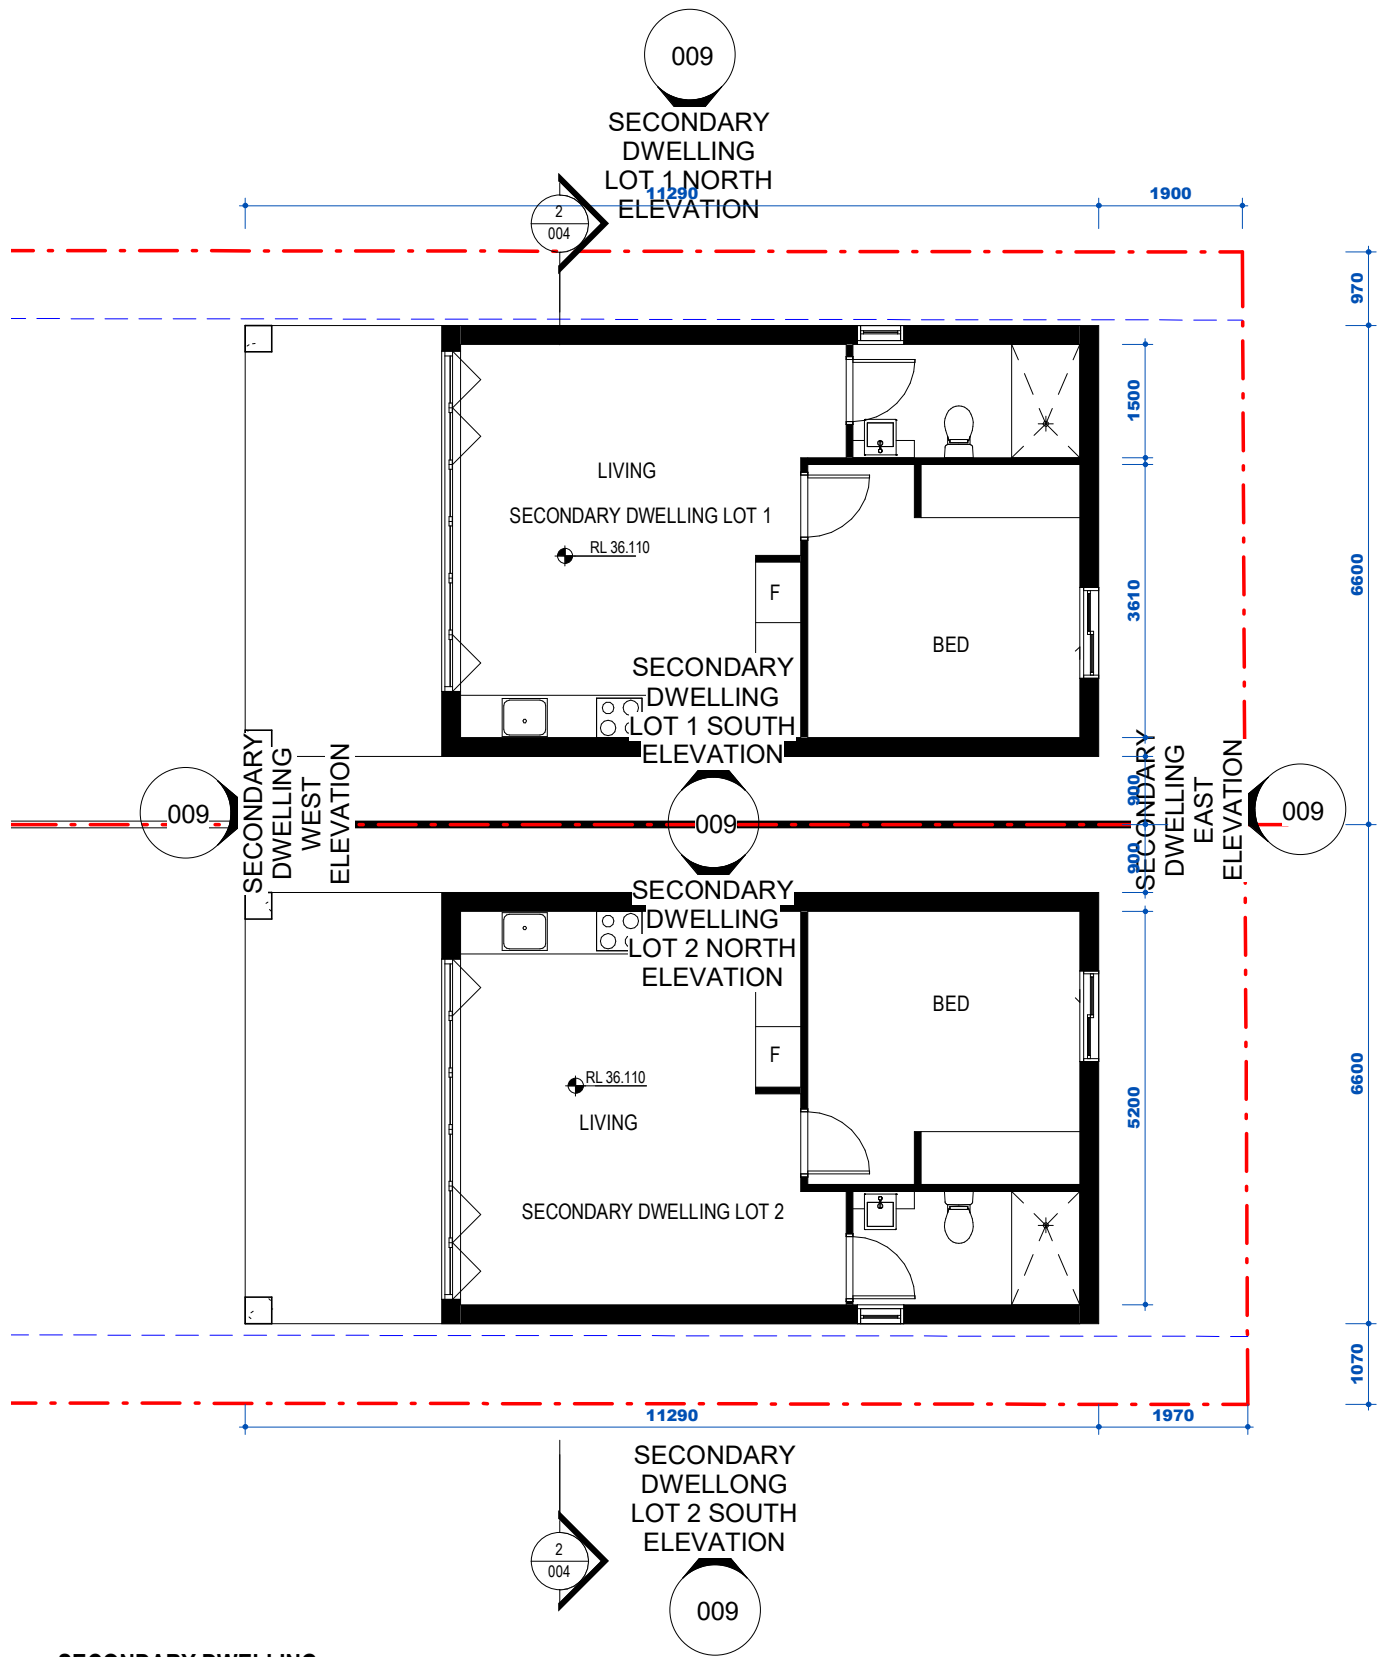 009
SECONDARY
DWELLING
LOT 1 NORTH
ELEVATION
11290
1900
2
004
970
1500
LIVING
SECONDARY DWELLING LOT 1
RL 36.110
F
3610
6600
BED
SECONDARY
DWELLING
LOT 1 SOUTH
ELEVATION
SECONDARY
DWELLING
WEST
ELEVATION
009
009
900
900
SECONDARY
DWELLING
EAST
ELEVATION
009
SECONDARY
DWELLING
LOT 2 NORTH
ELEVATION
BED
F
RL 36.110
LIVING
5200
6600
SECONDARY DWELLING LOT 2
1070
11290
1970
SECONDARY
DWELLONG
LOT 2 SOUTH
ELEVATION
2
004
009
SECONDARY DWELLING